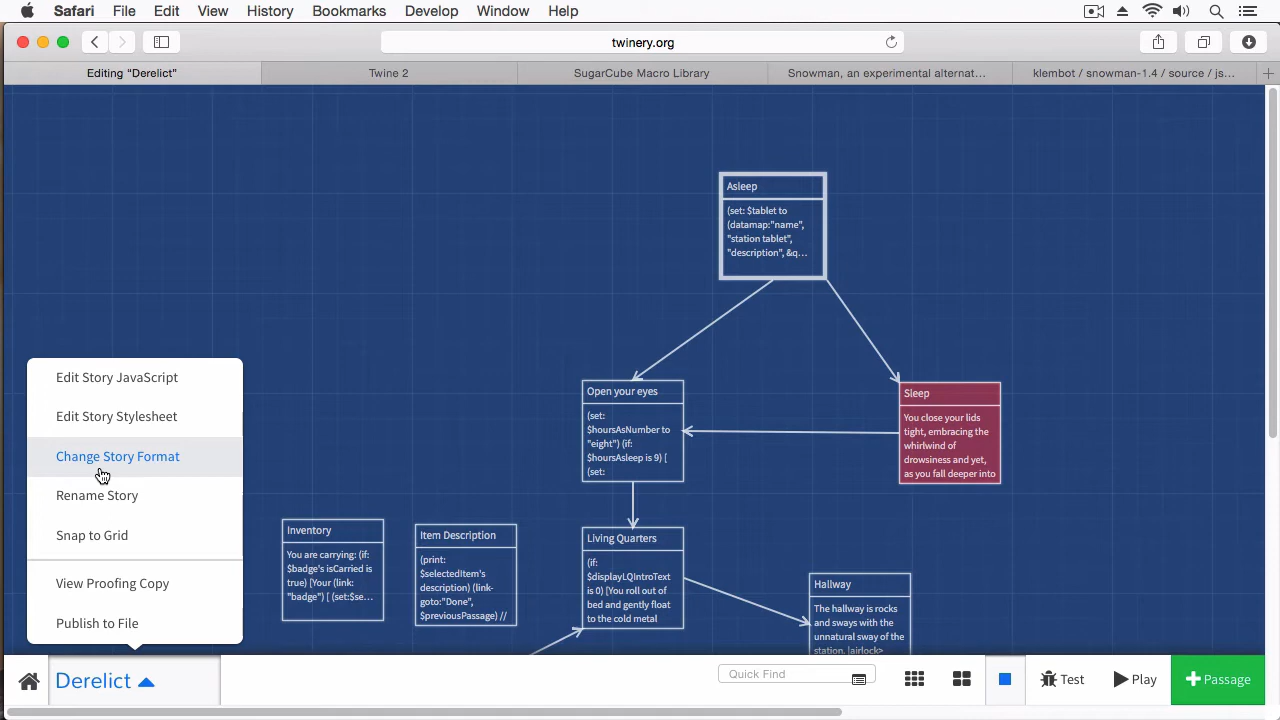 Safari File Edit View History Bookmarks Develop Window Help
twinery.org
Editing "Derelict" Twine 2 SugarCube Macro Library Snowman, an experimental alternat… klembot / snowman-1.4 / source / js…
Asleep
(set: $tablet to
(datamap:"name",
"station tablet",
"description", &q…
Open your eyes
(set:
$hoursAsNumber to
"eight") (if:
$hoursAsleep is 9) [
(set:
Sleep
You close your lids
tight, embracing the
whirlwind of
drowsiness and yet,
as you fall deeper into
Edit Story JavaScript
Edit Story Stylesheet
Change Story Format
Rename Story
Snap to Grid
View Proofing Copy
Publish to File
Inventory
You are carrying: (if:
$badge's isCarried is
true) [Your (link:
"badge") [ (set:$se…
Item Description
(print:
$selectedItem's
description) (link-
goto:"Done",
$previousPassage) //
Living Quarters
(if:
$displayLQIntroText
is 0) [You roll out of
bed and gently float
to the cold metal
Hallway
The hallway is rocks
and sways with the
unnatural sway of the
station. [airlock>
Derelict
Quick Find
Test Play Passage